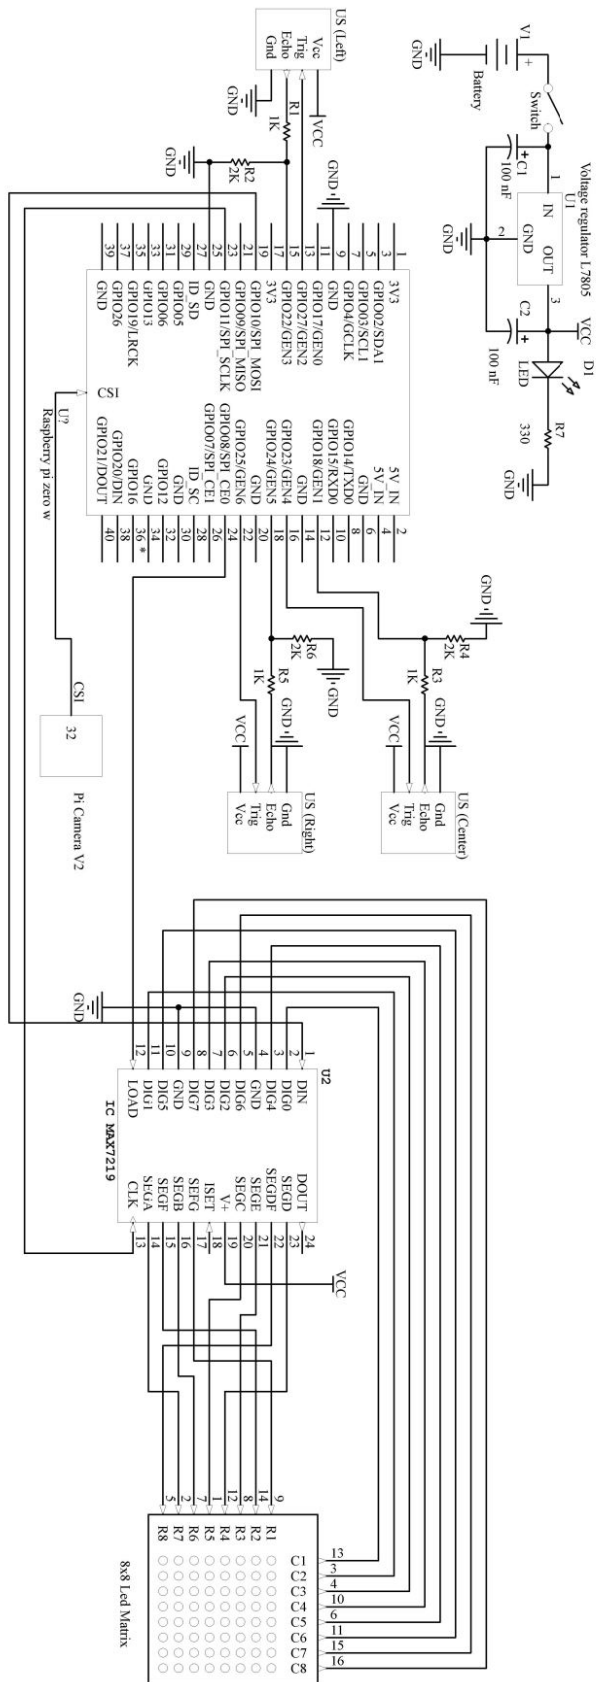 Voltage regulator L7805
U1
V1
+
Battery
GND
Switch
1
IN
GND
OUT
2
3
+
C1
100 nF
GND
C2
+
100 nF
VCC
D1
LED
R7
330
GND
US (Left)
Vcc
Trig
Echo
Gnd
VCC
GND
R1
1K
R2
2K
GND
GND
1
3
5
7
9
11
13
15
17
19
21
23
25
27
29
31
33
35
37
39
3V3
GPIO02/SDA1
GPIO03/SCL1
GPIO4/GCLK
GND
GPIO17/GEN0
GPIO27/GEN2
GPIO22/GEN3
3V3
GPIO10/SPI_MOSI
GPIO09/SPI_MISO
GPIO11/SPI_SCLK
GND
ID_SD
GPIO05
GPIO06
GPIO13
GPIO19/LRCK
GPIO26
GND
CSI
5V_IN
5V_IN
GND
GPIO14/TXD0
GPIO15/RXD0
GPIO18/GEN1
GND
GPIO23/GEN4
GPIO24/GEN5
GND
GPIO25/GEN6
GPIO08/SPI_CE0
GPIO07/SPI_CE1
ID_SC
GND
GPIO12
GND
GPIO16
GPIO20/DIN
GPIO21/DOUT
2
4
6
8
10
12
14
16
18
20
22
24
26
28
30
32
34
36
*
38
40
U?
Raspberry pi zero w
GND
R4
2K
R3
1K
GND
VCC
US (Center)
Gnd
Echo
Trig
Vcc
R6
2K
GND
R5
1K
GND
VCC
US (Right)
Gnd
Echo
Trig
Vcc
CSI
32
Pi Camera V2
GND
U2
1
2
3
4
5
6
7
8
9
10
11
12
DIN
DIG0
DIG4
GND
DIG6
DIG2
DIG3
DIG7
GND
DIG5
DIG1
LOAD
DOUT
SEGD
SEGDF
SEGE
SEGC
V+
ISET
SEFG
SEGB
SEGF
SEGA
CLK
24
23
22
21
20
19
18
17
16
15
14
13
IC MAX7219
VCC
9
14
8
12
1
7
2
5
R1
R2
R3
R4
R5
R6
R7
R8
C1
C2
C3
C4
C5
C6
C7
C8
13
3
4
10
6
11
15
16
8x8 Led Matrix